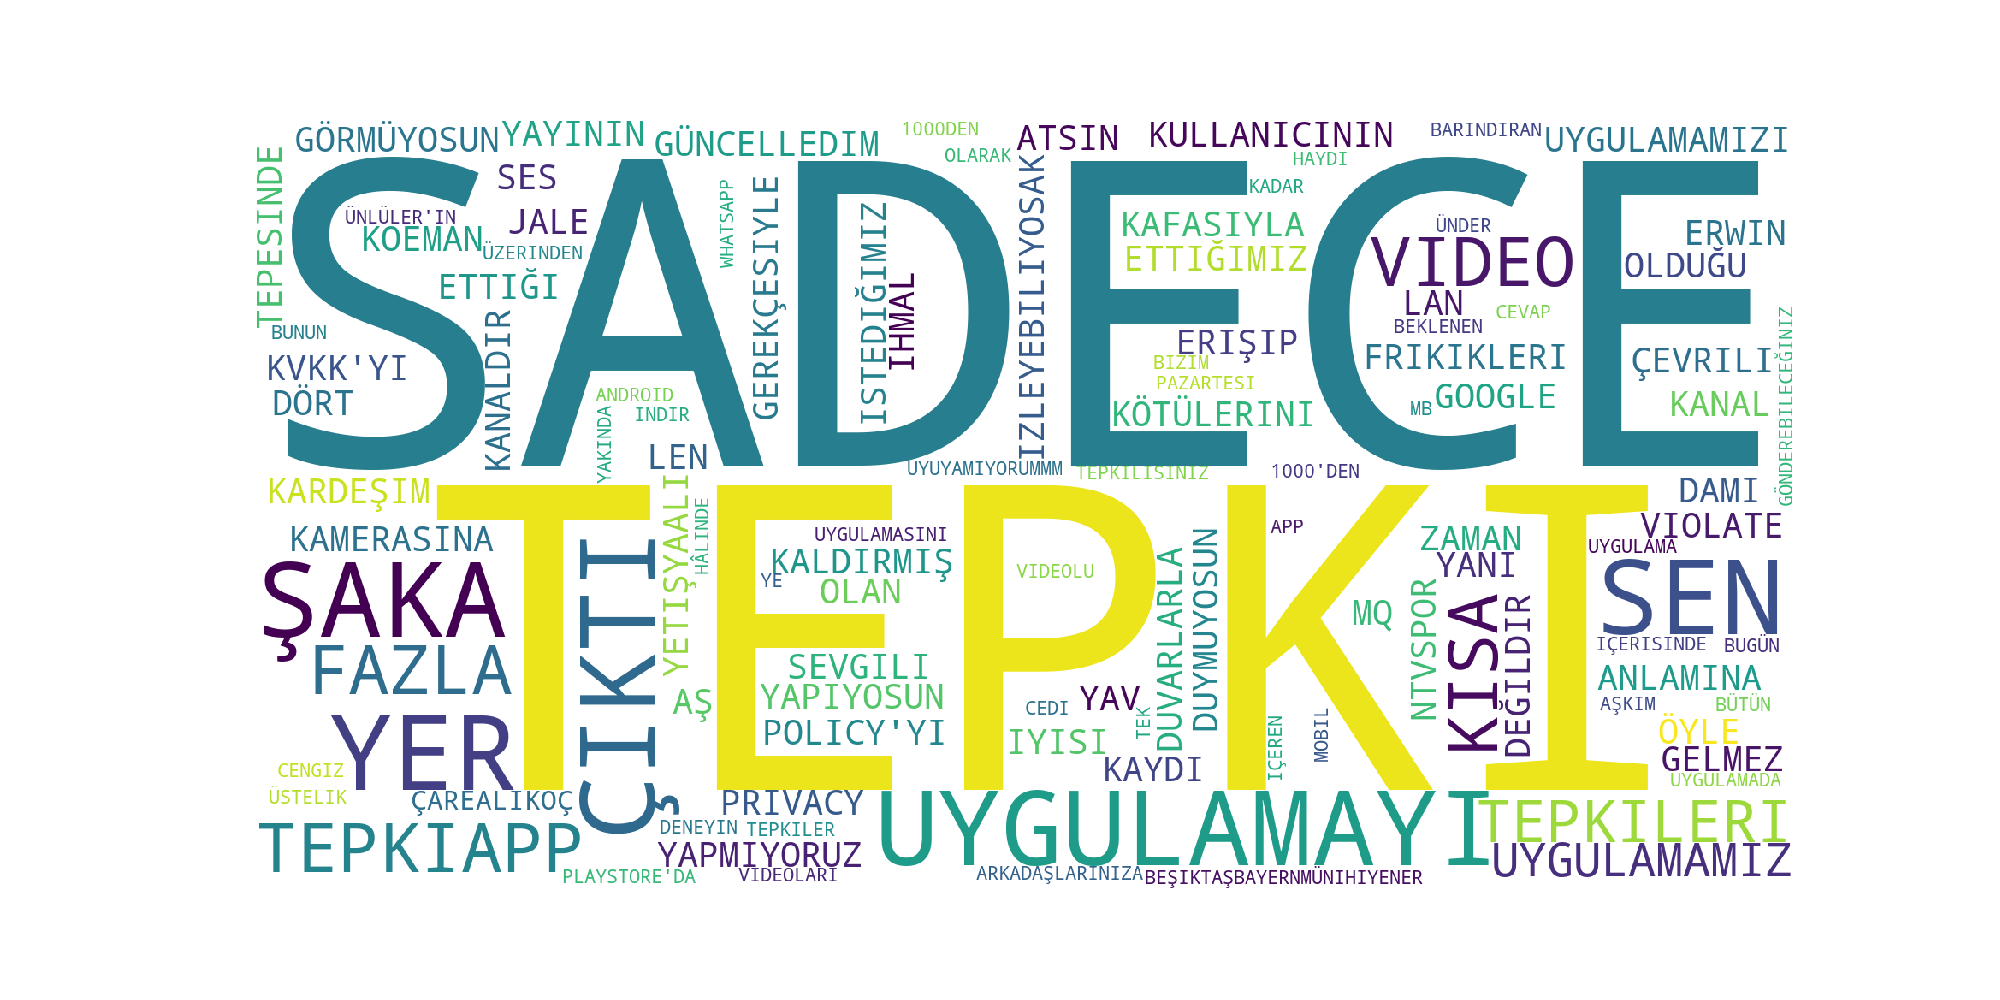 SADECE
TEPKI
GÖRMÜYOSUN
YAYININ
GÜNCELLEDIM
1000DEN
OLARAK
ATSIN
KULLANICININ
HAYDI
BARINDIRAN
UYGULAMAMIZI
TEPESINDE
SES
ÜNLÜLER'IN
KOEMAN
JALE
ÜZERINDEN
ETTIĞI
WHATSAPP
GEREKÇESIYLE
ISTEDIĞIMIZ
IHMAL
IZLEYEBILIYOSAK
KADAR
KAFASIYLA
ETTIĞIMIZ
ÜNDER
VIDEO
ERWIN
OLDUĞU
LAN
BEKLENEN
CEVAP
BUNUN
KVKK'YI
DÖRT
KANALDIR
ERIŞIP
BIZIM
PAZARTESI
KÖTÜLERINI
FRIKIKLERI
MB
GOOGLE
ÇEVRILI
KANAL
GÖNDEREBILECEĞINIZ
ANDROID
INDIR
YAKINDA
LEN
UYUYAMIYORUMMM
TEPKILISINIZ
1000'DEN
KARDEŞIM
KAMERASINA
ŞAKA
FAZLA
YER
ÇIKTI
YETIŞYAALI
HÂLINDE
UYGULAMASINI
KALDIRMIŞ
YE
OLAN
VIDEOLU
APP
DAMI
VIOLATE
UYGULAMA
ZAMAN
YANI
SEN
IÇERISINDE
BUGÜN
DUVARLARLA
DUYMUYOSUN
MQ
NTVSPOR
KISA
DEĞILDIR
ANLAMINA
AŞKIM
BÜTÜN
SEVGILI
YAPIYOSUN
AŞ
POLICY'YI
CEDI
YAV
TEK
IYISI
KAYDI
IÇEREN
MOBIL
ÖYLE
GELMEZ
UYGULAMADA
CENGIZ
ÜSTELIK
ÇAREALIKOÇ
PRIVACY
TEPKIAPP
DENEYIN
TEPKILER
YAPMIYORUZ
UYGULAMAYI
TEPKILERI
UYGULAMAMIZ
PLAYSTORE'DA
VIDEOLARI
ARKADAŞLARINIZA
BEŞIKTAŞBAYERNMÜNIHIYENER